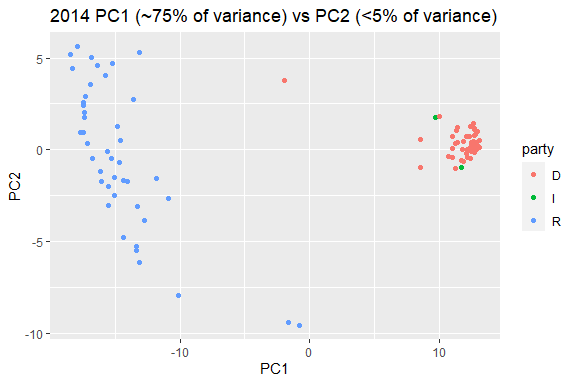 2014 PC1 (~75% of variance) vs PC2 (<5% of variance)
5
0
-5
-10
PC2
-10
0
10
PC1
party
D
I
R